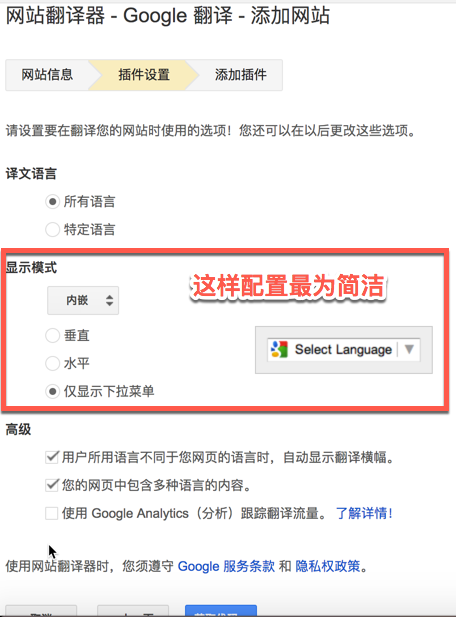 网站翻译器 - Google 翻译 - 添加网站
网站信息 插件设置 添加插件
请设置要在翻译您的网站时使用的选项！您还可以在以后更改这些选项。
译文语言
所有语言
特定语言
显示模式
这样配置最为简洁
内嵌
垂直
Select Language
水平
仅显示下拉菜单
高级
用户所用语言不同于您网页的语言时，自动显示翻译横幅。
您的网页中包含多种语言的内容。
使用 Google Analytics（分析）跟踪翻译流量。 了解详情！
使用网站翻译器时，您须遵守 Google 服务条款 和 隐私权政策。